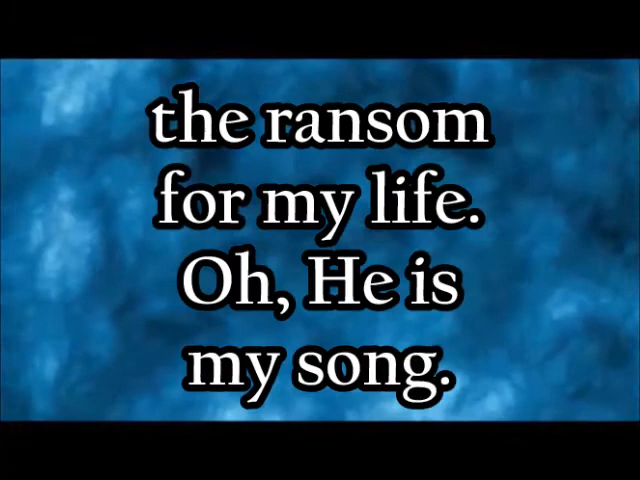 the ransom
for my life.
Oh, He is
my song.